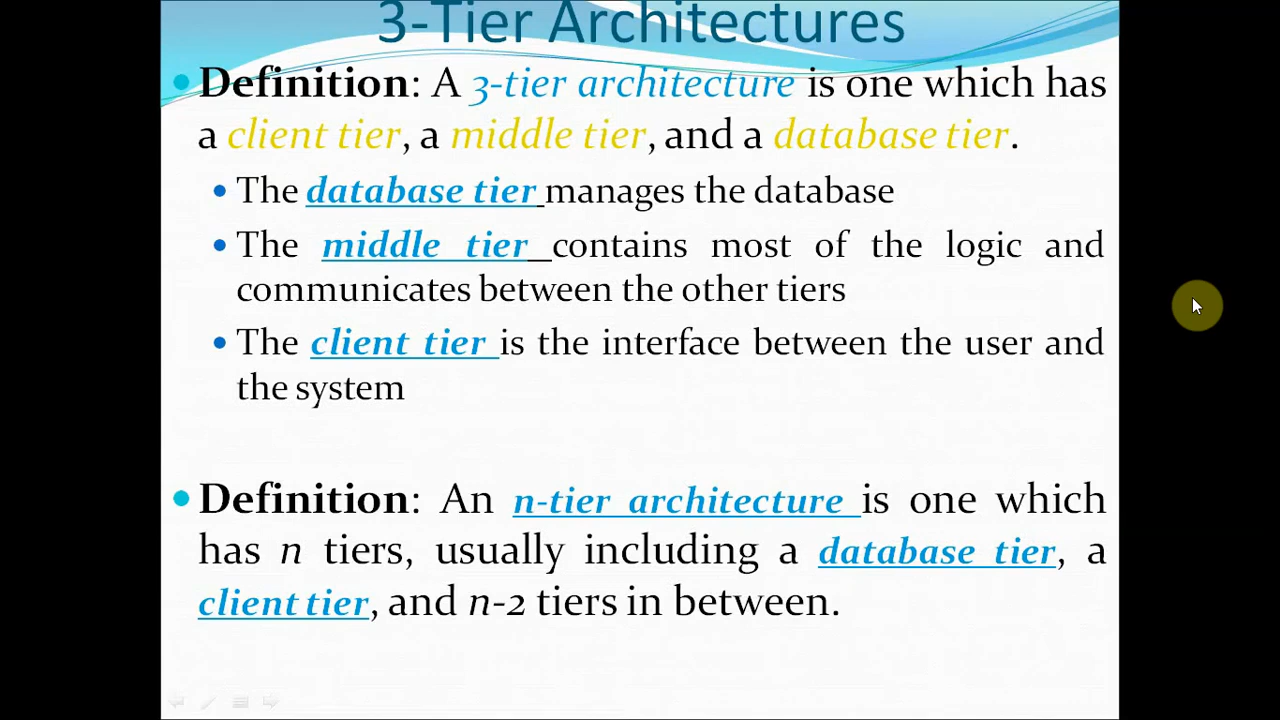 3-Tier Architectures
Definition: A 3-tier architecture is one which has
a client tier, a middle tier, and a database tier.
The database tier manages the database
The middle tier contains most of the logic and
communicates between the other tiers
The client tier is the interface between the user and
the system
Definition: An n-tier architecture is one which
has n tiers, usually including a database tier, a
client tier, and n-2 tiers in between.